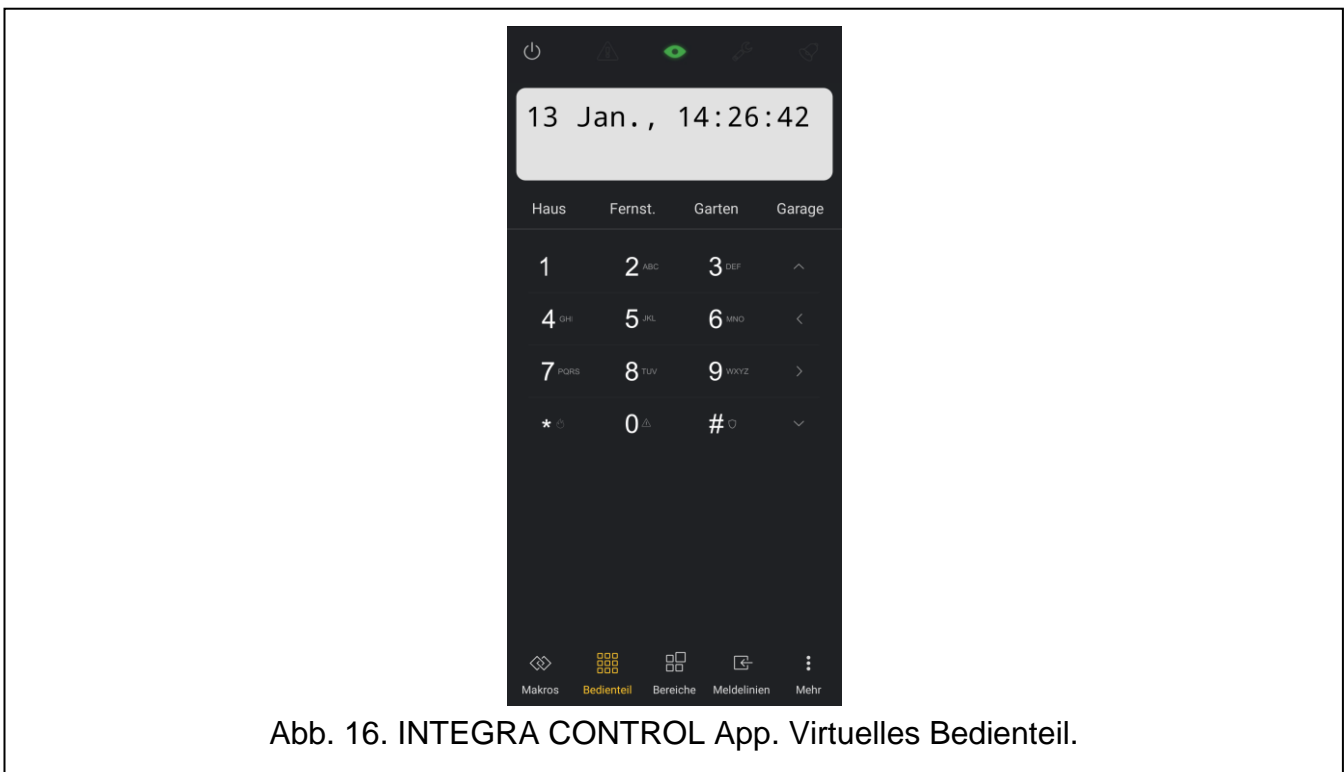 13 Jan., 14:26:42
Haus Fernst. Garten Garage
1 2 ABC 3 DEF
4 GHI 5 JKL 6 MNO
7 PQRS 8 TUV 9 WXYZ
* 0 #
Makros Bedienteil Bereiche Meldelinien Mehr
Abb. 16. INTEGRA CONTROL App. Virtuelles Bedienteil.